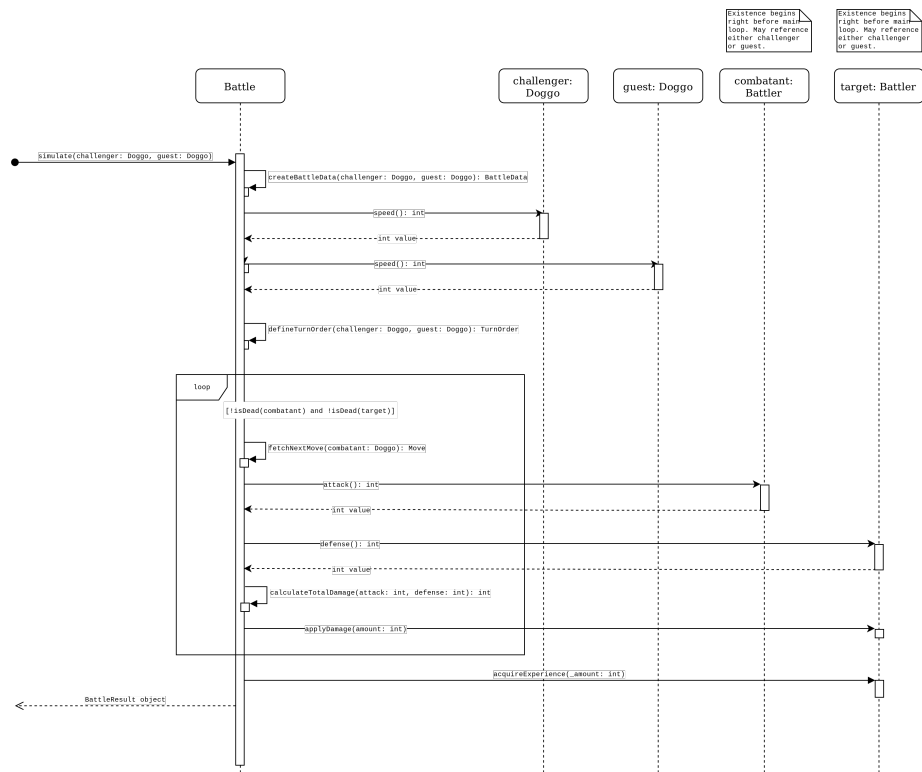 Existence begins
right before main
loop. May reference
either challenger
or guest.
Existence begins
right before main
loop. May reference
either challenger
or guest.
Battle
challenger:
Doggo
guest: Doggo
combatant:
Battler
target: Battler
simulate(challenger: Doggo, guest: Doggo)
createBattleData(challenger: Doggo, guest: Doggo): BattleData
speed(): int
int value
speed(): int
int value
defineTurnOrder(challenger: Doggo, guest: Doggo): TurnOrder
loop
[!isDead(combatant) and !isDead(target)]
fetchNextMove(combatant: Doggo): Move
attack(): int
int value
defense(): int
int value
calculateTotalDamage(attack: int, defense: int): int
applyDamage(amount: int)
acquireExperience(_amount: int)
BattleResult object